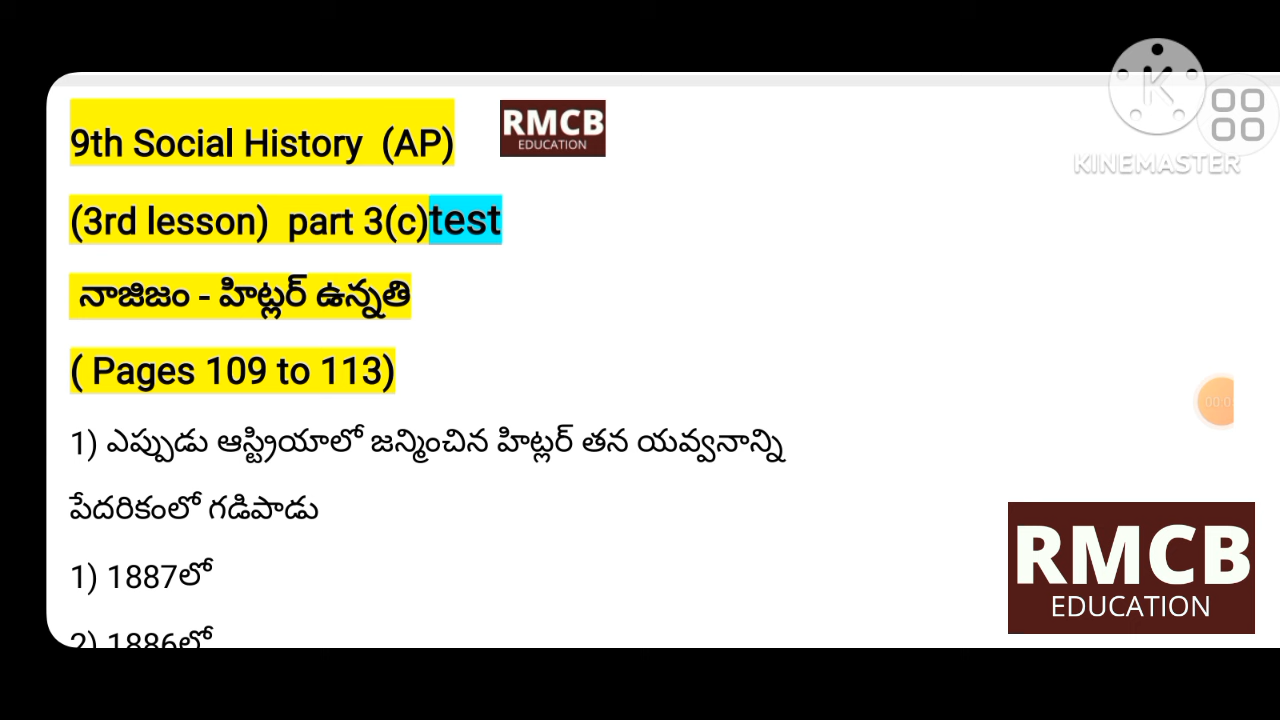 9th Social History (AP)
RMCB
EDUCATION
(3rd lesson) part 3(c)test
నాజిజం - హిట్లర్ ఉన్నతి
( Pages 109 to 113)
1) ఎప్పుడు ఆస్ట్రియాలో జన్మించిన హిట్లర్ తన యవ్వనాన్ని
పేదరికంలో గడిపాడు
1) 1887లో
2) 1886లో
KINEMASTER
RMCB
EDUCATION